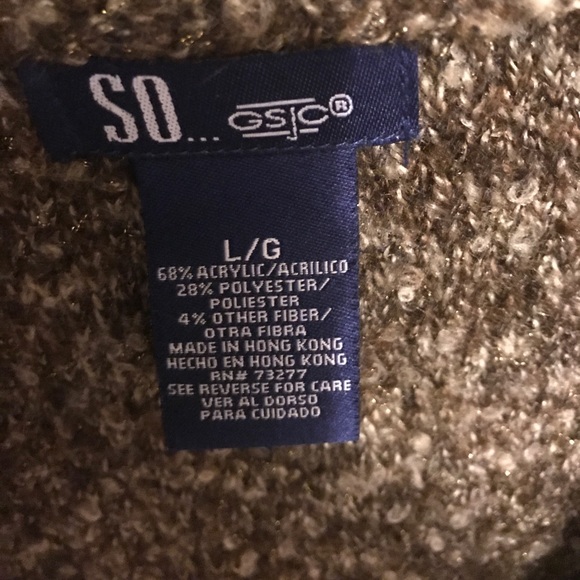 SO... GSJC®
L/G
68% ACRYLIC/ACRILICO
28% POLYESTER/
POLIESTER
4% OTHER FIBER/
OTRA FIBRA
MADE IN HONG KONG
HECHO EN HONG KONG
RN# 73277
SEE REVERSE FOR CARE
VER AL DORSO
PARA CUIDADO